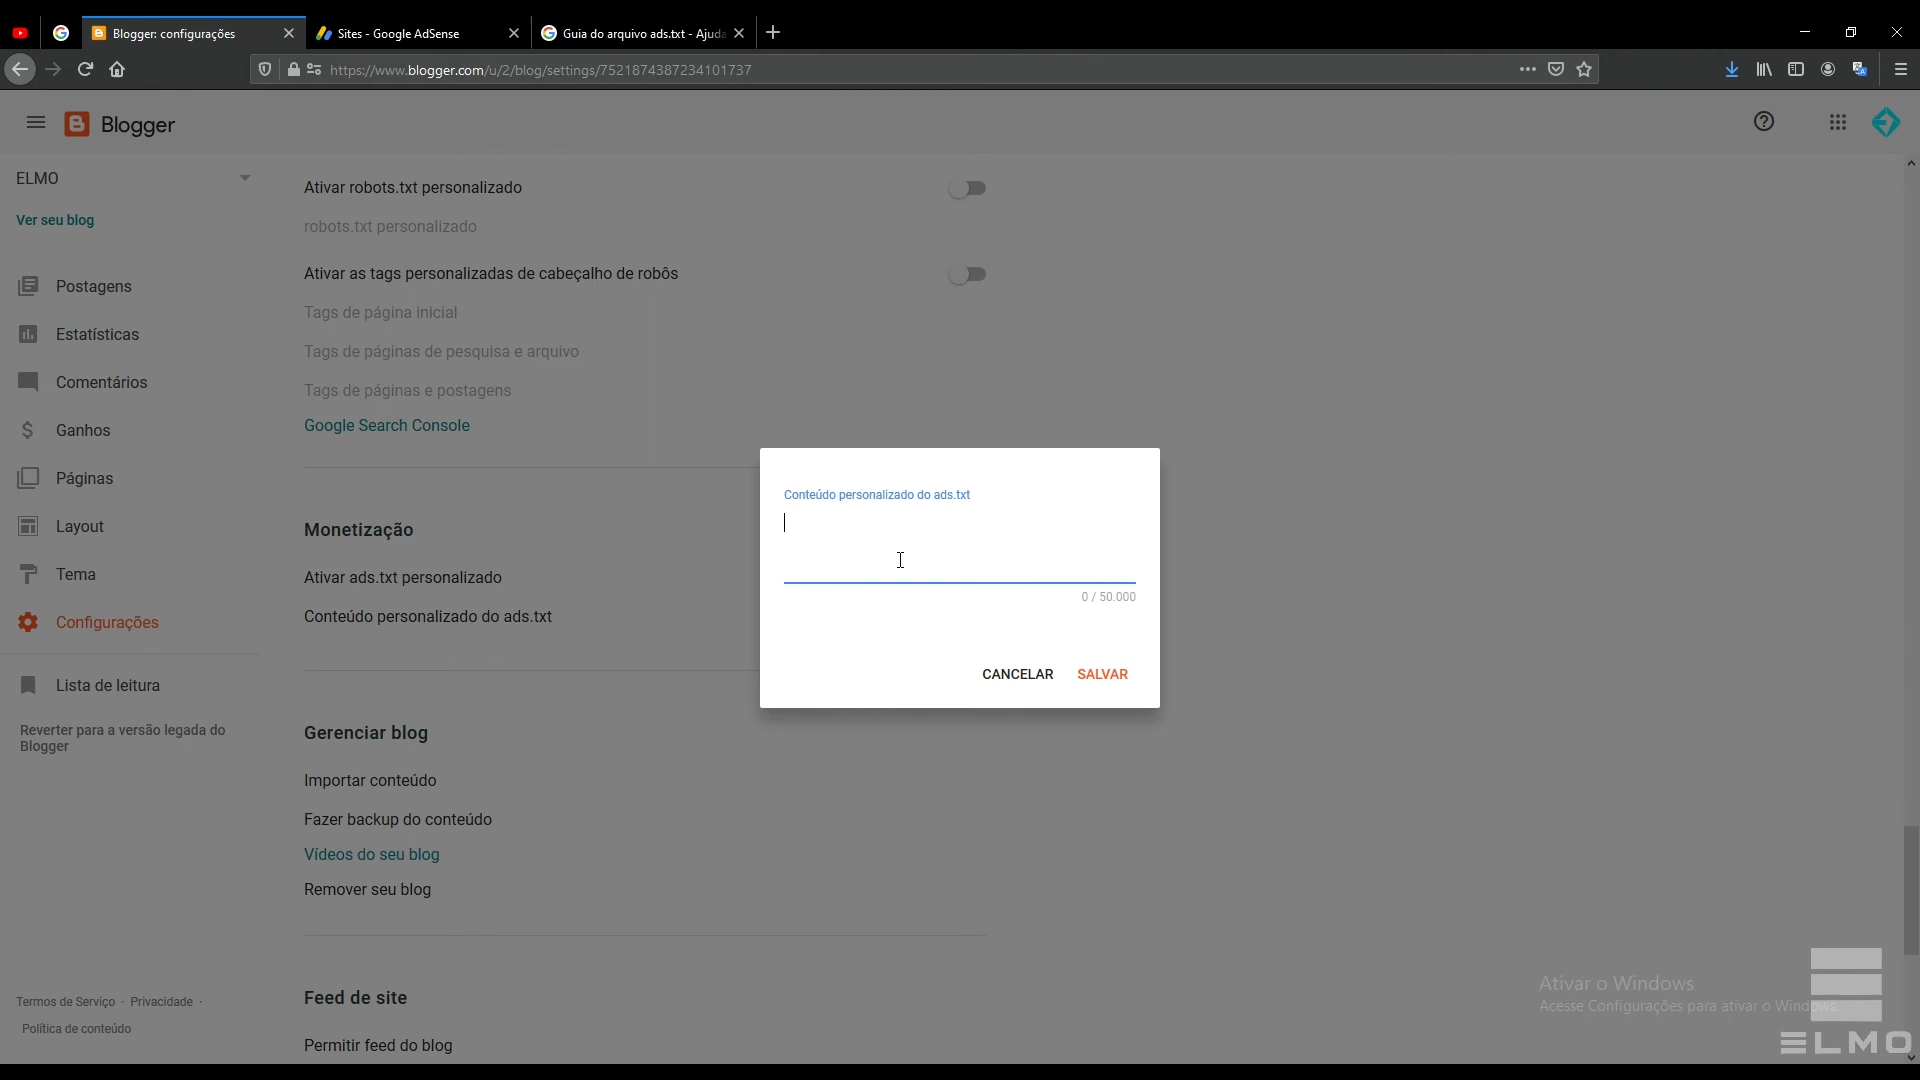 Blogger: configurações
Sites - Google AdSense
Guia do arquivo ads.txt - Ajuda
https://www.blogger.com/u/2/blog/settings/7521874387234101737
Blogger
ELMO
Ver seu blog
Postagens
Estatísticas
Comentários
Ganhos
Páginas
Layout
Tema
Configurações
Lista de leitura
Reverter para a versão legada do
Blogger
Termos de Serviço · Privacidade ·
Política de conteúdo
Ativar robots.txt personalizado
robots.txt personalizado
Ativar as tags personalizadas de cabeçalho de robôs
Tags de página inicial
Tags de páginas de pesquisa e arquivo
Tags de páginas e postagens
Google Search Console
Monetização
Ativar ads.txt personalizado
Conteúdo personalizado do ads.txt
Gerenciar blog
Importar conteúdo
Fazer backup do conteúdo
Vídeos do seu blog
Remover seu blog
Feed de site
Permitir feed do blog
Conteúdo personalizado do ads.txt
0 / 50.000
CANCELAR
SALVAR
Ativar o Windows
Acesse Configurações para ativar o Windows.
ELMO